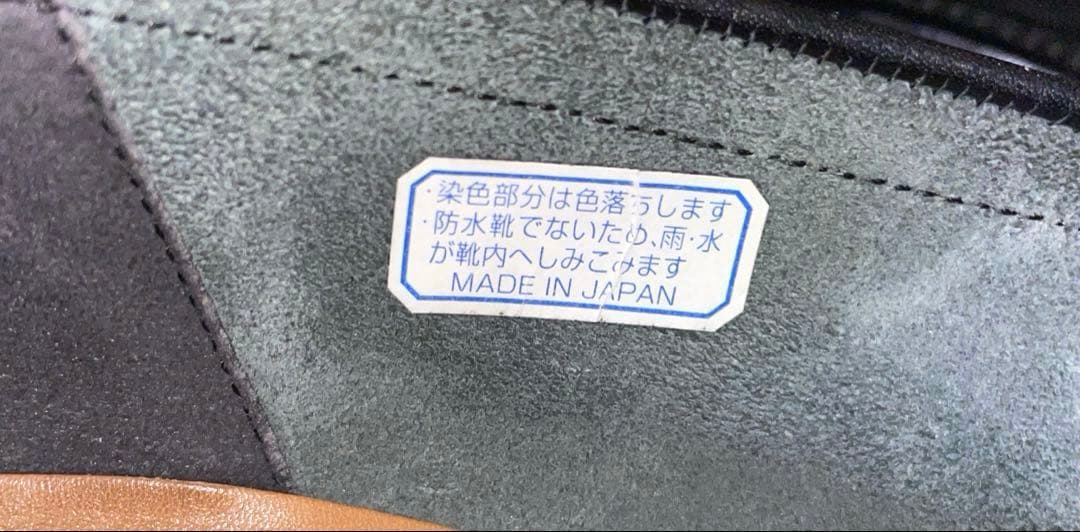 ・染色部分は色落ちします
・防水靴でないため、雨・水
が靴内へしみこみます
MADE IN JAPAN